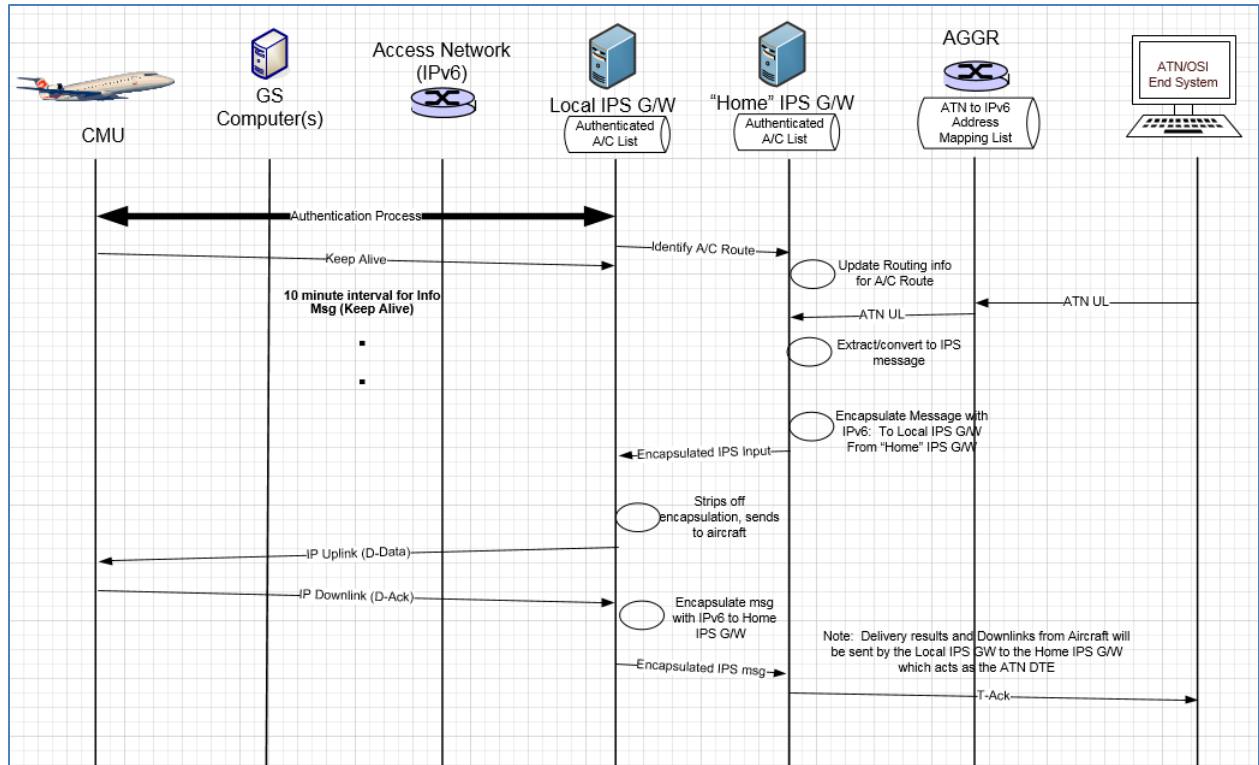 CMU
GS
Computer(s)
Access Network
(IPv6)
Local IPS G/W
Authenticated
A/C List
“Home” IPS G/W
Authenticated
A/C List
AGGR
ATN to IPv6
Address
Mapping List
ATN/OSI
End System
Authentication Process
Identify A/C Route
Keep Alive
Update Routing info
for A/C Route
10 minute interval for Info
Msg (Keep Alive)
ATN UL
ATN UL
Extract/convert to IPS
message
Encapsulate Message with
IPv6: To Local IPS G/W
From “Home” IPS G/W
Encapsulated IPS Input
Strips off
encapsulation, sends
to aircraft
IP Uplink (D-Data)
IP Downlink (D-Ack)
Encapsulate msg
with IPv6 to Home
IPS G/W
Note: Delivery results and Downlinks from Aircraft will
be sent by the Local IPS GW to the Home IPS G/W
which acts as the ATN DTE
Encapsulated IPS msg
T-Ack